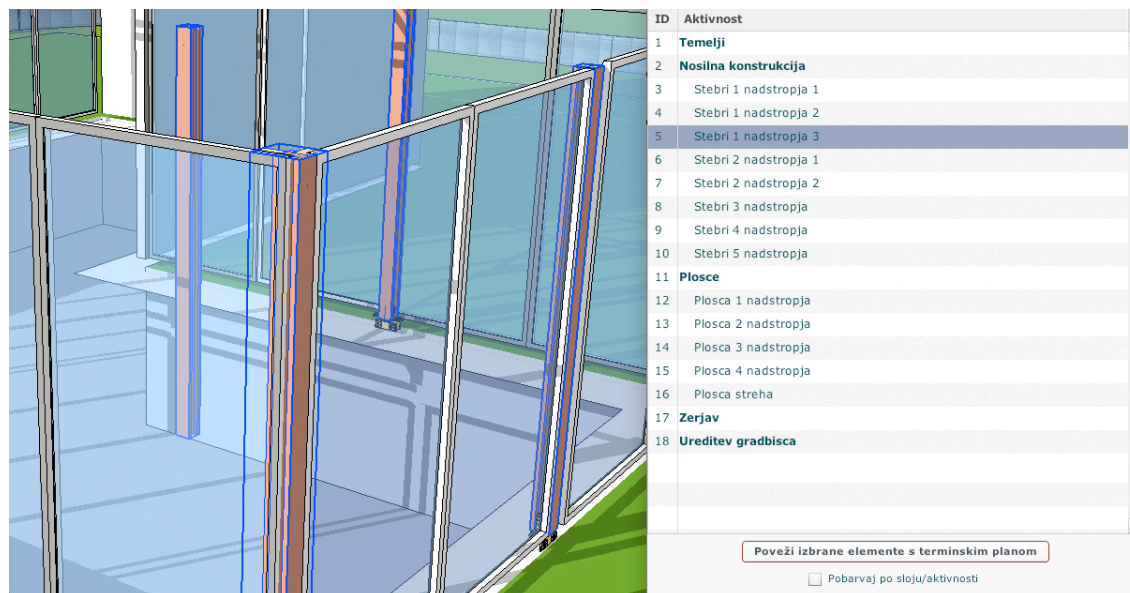 ID Aktivnost
1 Temelji
2 Nosilna konstrukcija
3 Stebri 1 nadstropja 1
4 Stebri 1 nadstropja 2
5 Stebri 1 nadstropja 3
6 Stebri 2 nadstropja 1
7 Stebri 2 nadstropja 2
8 Stebri 3 nadstropja
9 Stebri 4 nadstropja
10 Stebri 5 nadstropja
11 Plosce
12 Plosca 1 nadstropja
13 Plosca 2 nadstropja
14 Plosca 3 nadstropja
15 Plosca 4 nadstropja
16 Plosca streha
17 Zerjav
18 Ureditev gradbisca
Poveži izbrane elemente s terminskim planom
Pobarvaj po sloju/aktivnosti